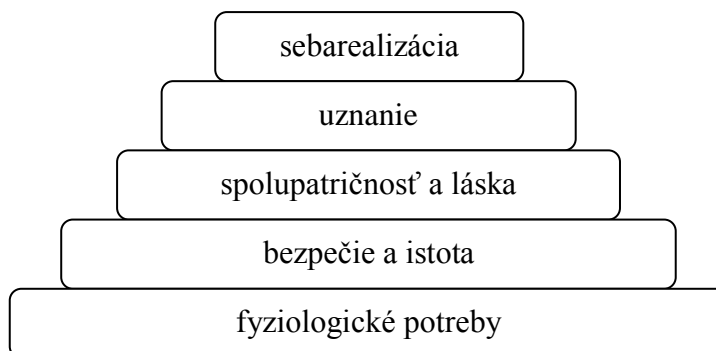 sebarealizácia
uznanie
spolupatričnosť a láska
bezpečie a istota
fyziologické potreby